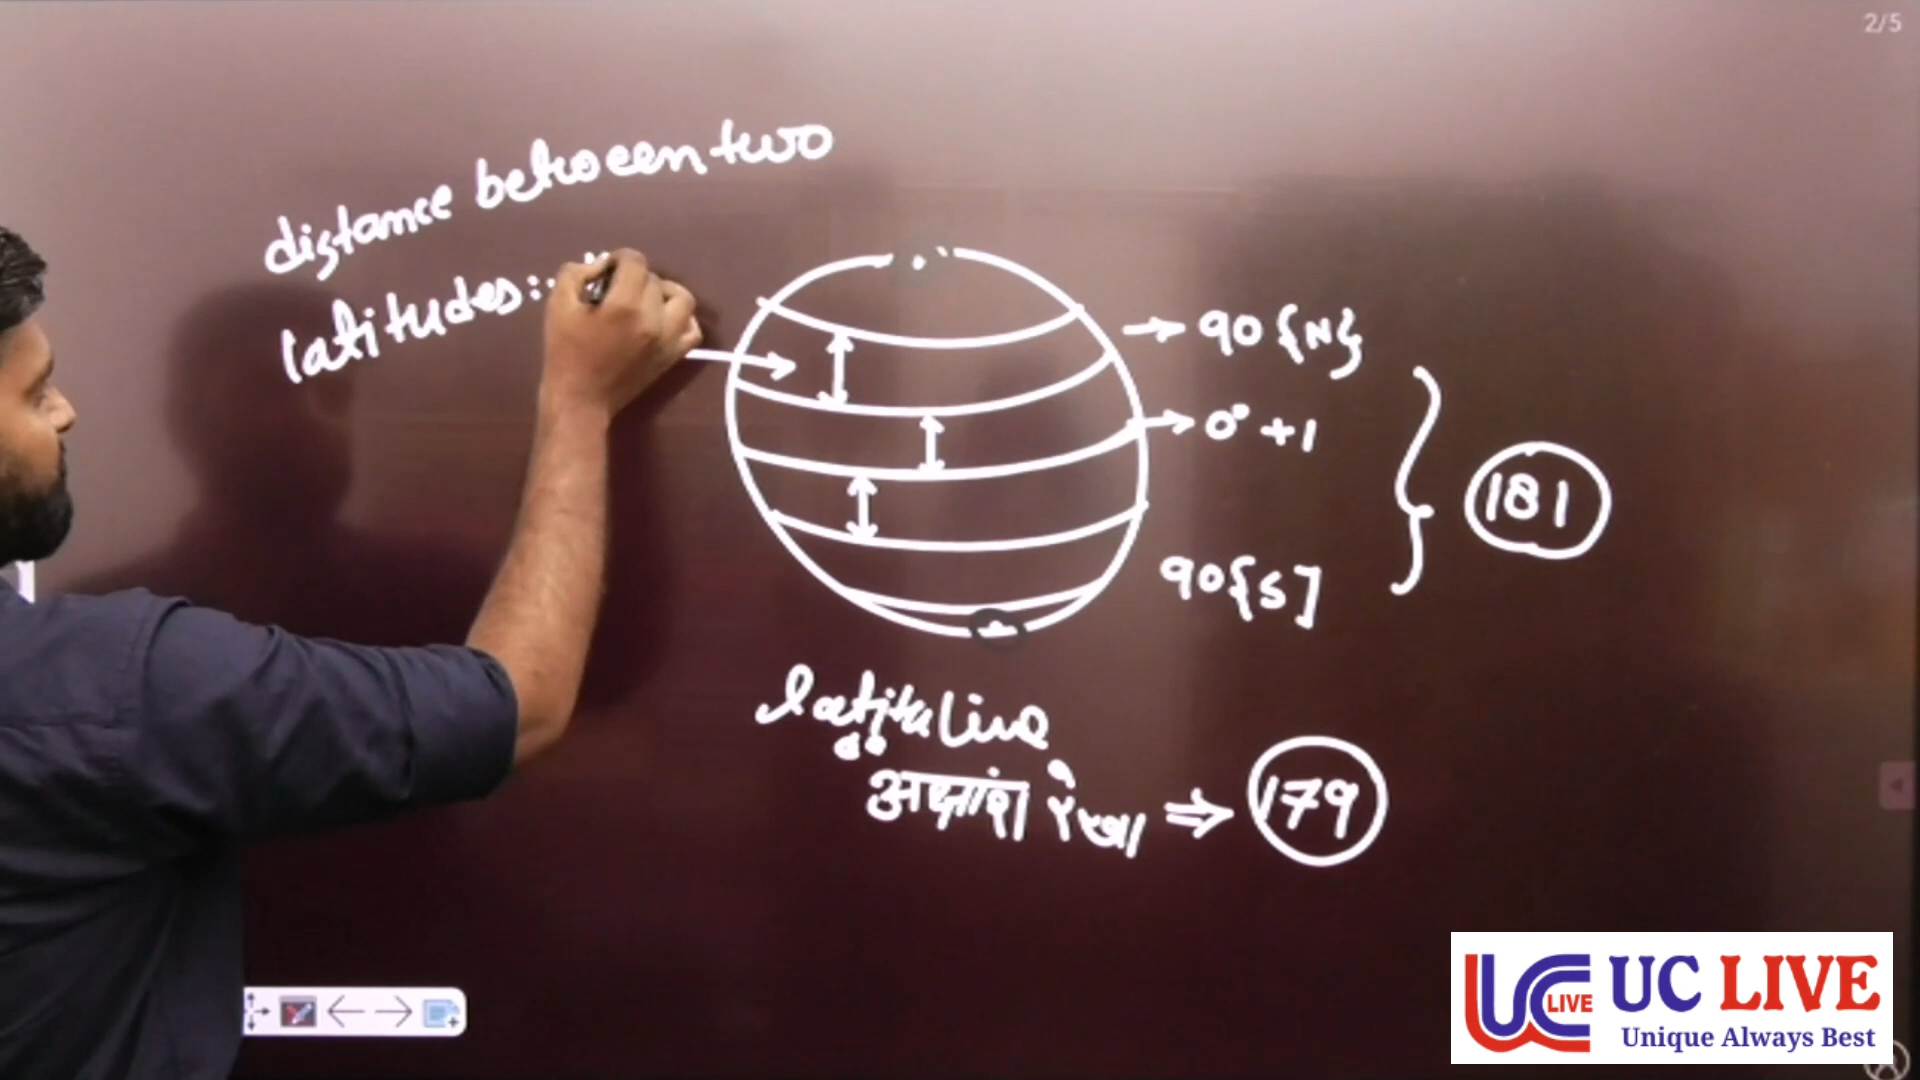 2/5
distance between two
latitudes:-
90 {N}
0° +1
181
90{S]
Line
अक्षांश रेखा ⇒ 179
LIVE UC LIVE
Unique Always Best